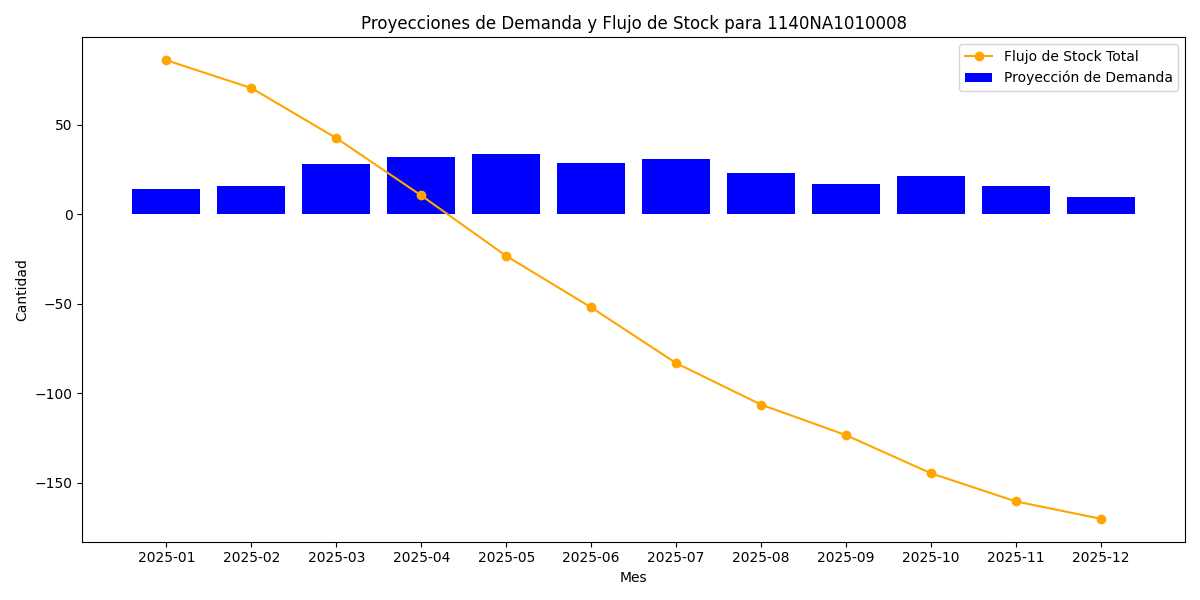 Proyecciones de Demanda y Flujo de Stock para 1140NA1010008
Flujo de Stock Total
Proyección de Demanda
Cantidad
50
0
−50
−100
−150
2025-01 2025-02 2025-03 2025-04 2025-05 2025-06 2025-07 2025-08 2025-09 2025-10 2025-11 2025-12
Mes